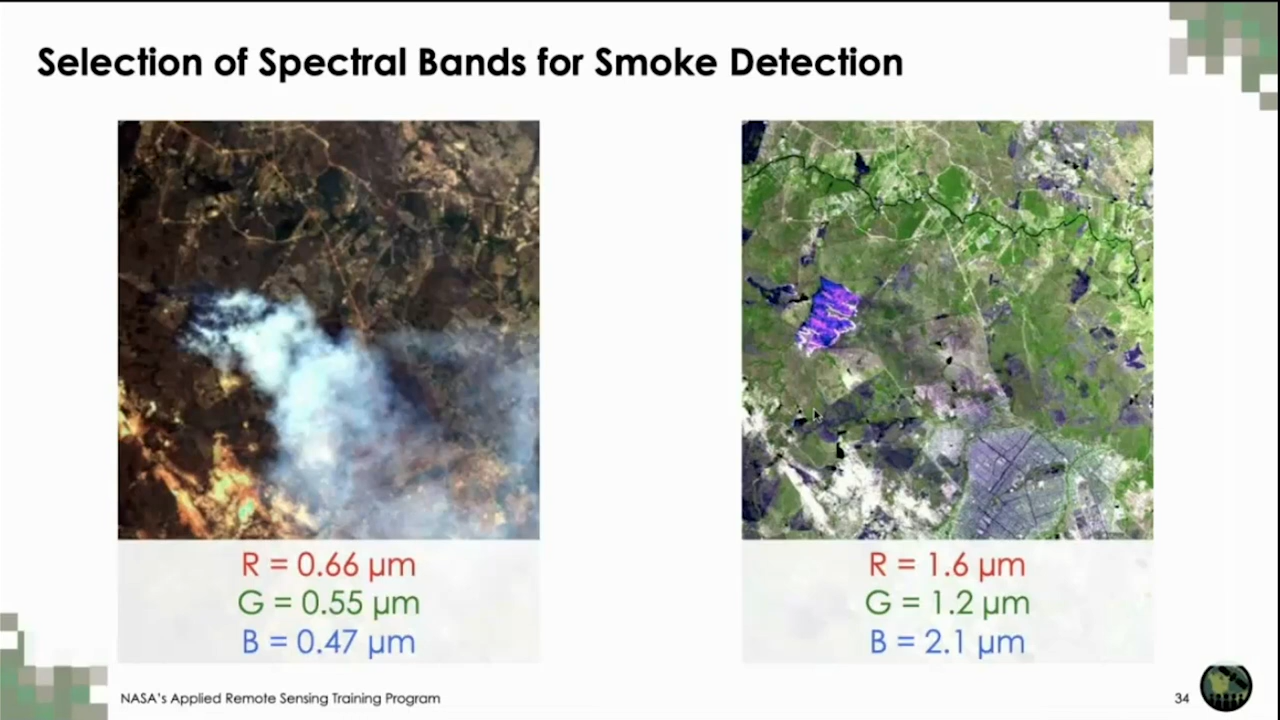 Selection of Spectral Bands for Smoke Detection
R = 0.66 µm
G = 0.55 µm
B = 0.47 µm
R = 1.6 µm
G = 1.2 µm
B = 2.1 µm
NASA's Applied Remote Sensing Training Program
34